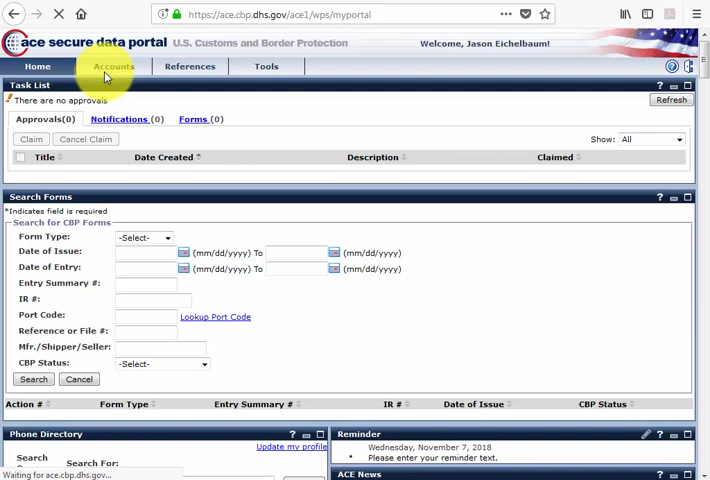 https://ace.cbp.dhs.gov/ace1/wps/myportal
ace secure data portal U.S. Customs and Border Protection Welcome, Jason Eichelbaum!
Home Accounts References Tools
Task List
There are no approvals Refresh
Approvals(0) Notifications (0) Forms (0)
Claim Cancel Claim Show: All
Title Date Created Description Claimed
Search Forms
*Indicates field is required
Search for CBP Forms
Form Type: -Select-
Date of Issue: (mm/dd/yyyy) To (mm/dd/yyyy)
Date of Entry: (mm/dd/yyyy) To (mm/dd/yyyy)
Entry Summary #:
IR #:
Port Code: Lookup Port Code
Reference or File #:
Mfr./Shipper/Seller:
CBP Status: -Select-
Search Cancel
Action # Form Type Entry Summary # IR # Date of Issue CBP Status
Phone Directory Reminder
Update my profile Wednesday, November 7, 2018
Search Search For: • Please enter your reminder text.
Waiting for ace.cbp.dhs.gov... ACE News